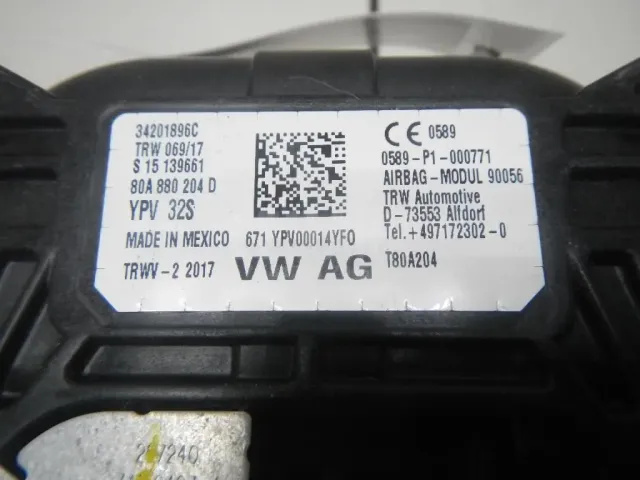 34201896C
TRW 069/17
S 15 139661
80A 880 204 D
YPV 32S
MADE IN MEXICO
TRWV-2 2017
671 YPV00014YFO
VW AG
CE 0589
0589-P1-000771
AIRBAG-MODUL 90056
TRW Automotive
D-73553 Alfdorf
Tel.+497172302-0
T80A204